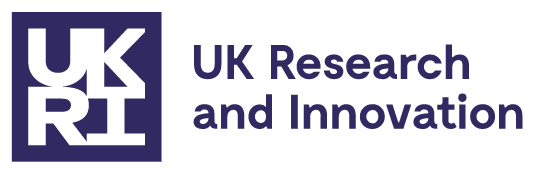 UK
RI
UK Research
and Innovation